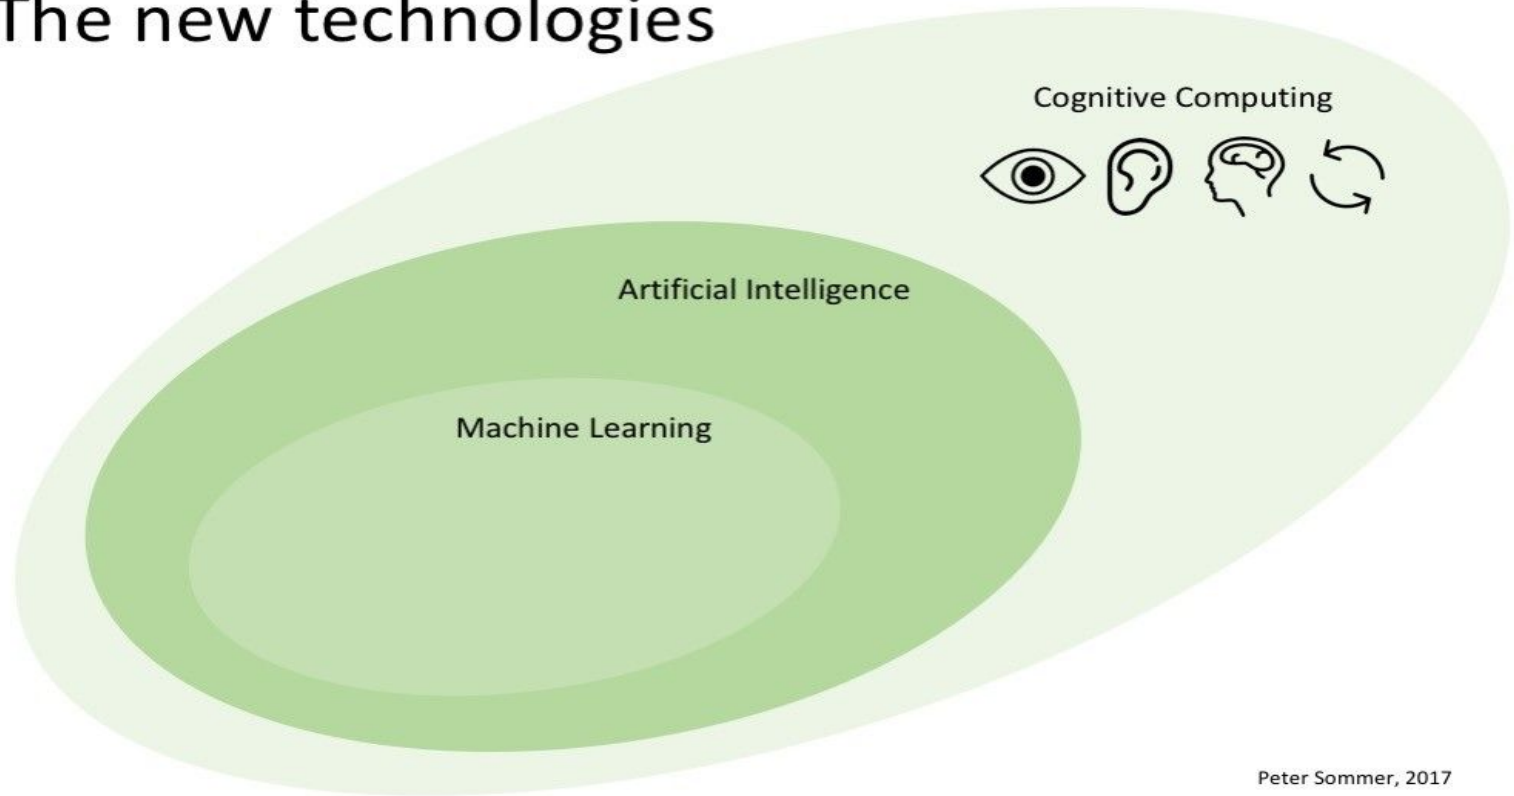 The new technologies
Cognitive Computing
Artificial Intelligence
Machine Learning
Peter Sommer, 2017